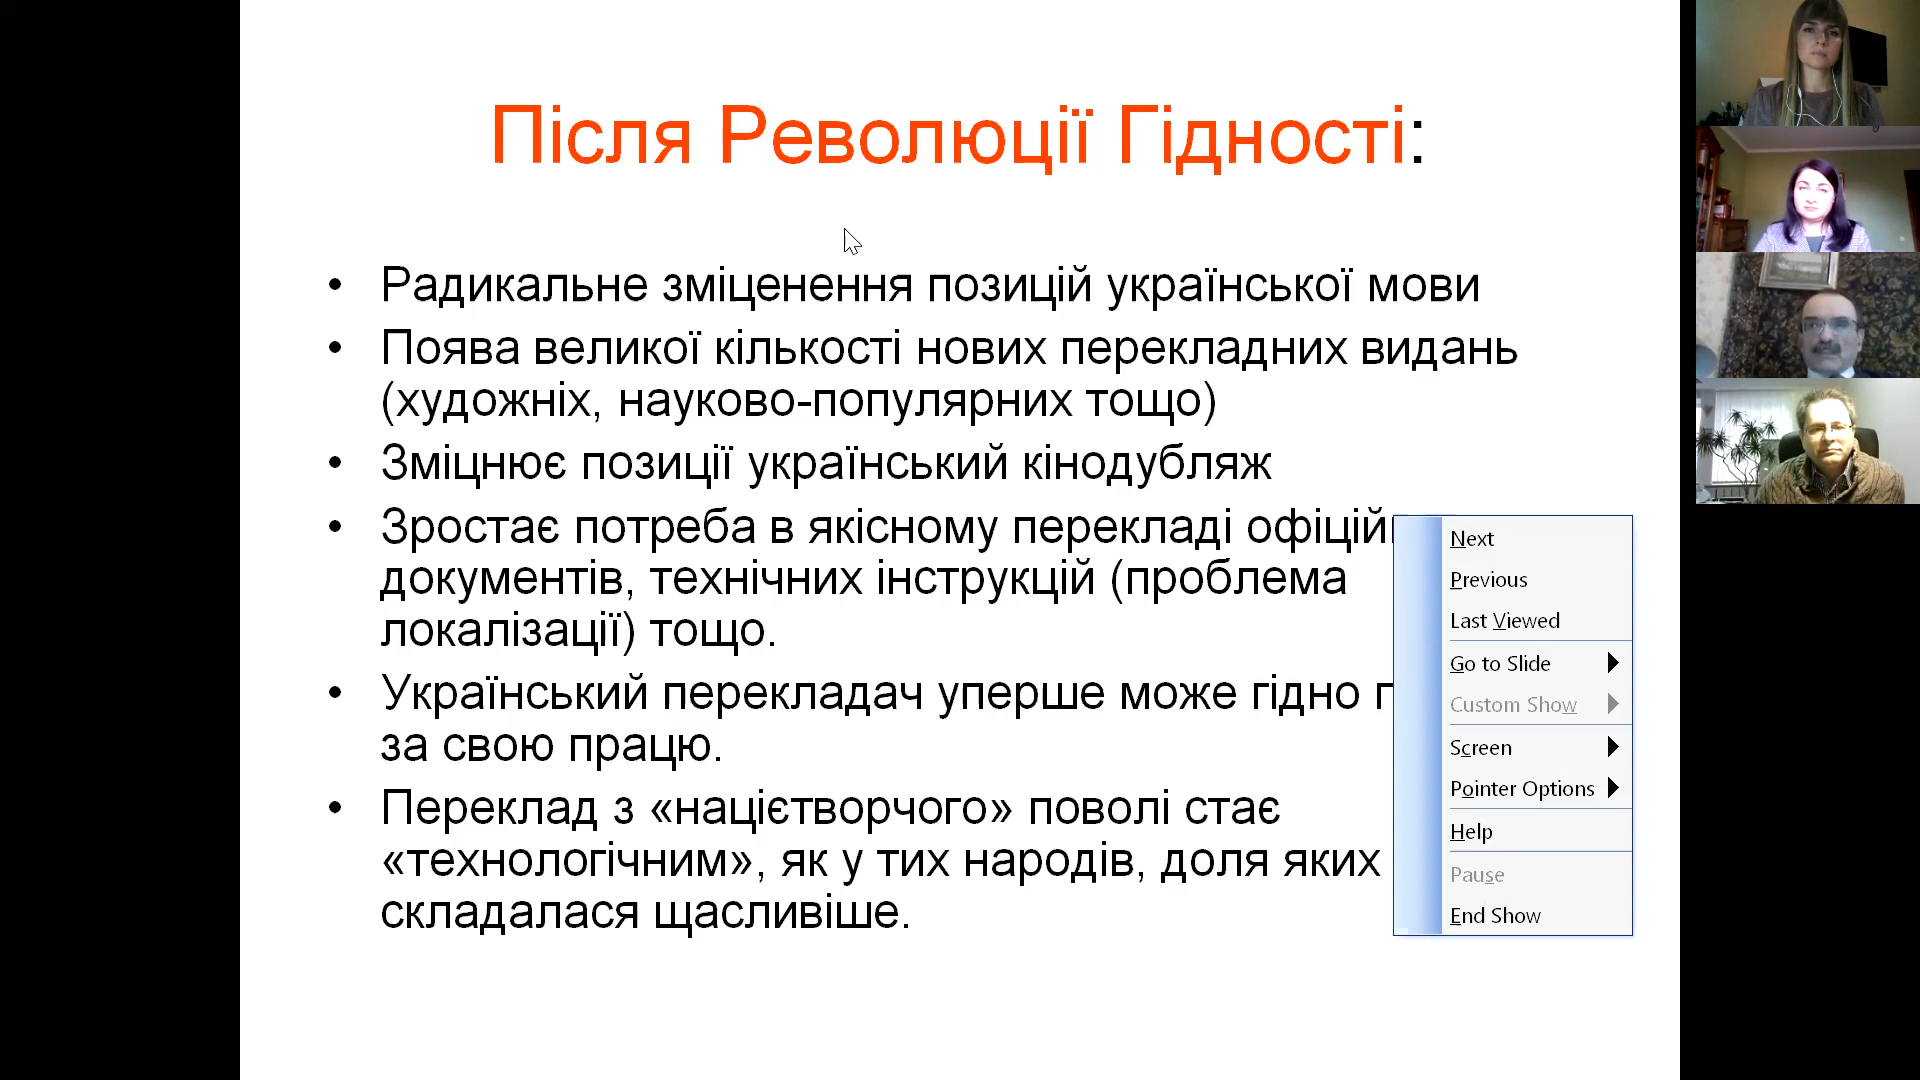 Після Революції Гідності:
• Радикальне зміценення позицій української мови
• Поява великої кількості нових перекладних видань
(художніх, науково-популярних тощо)
• Зміцнює позиції український кінодубляж
• Зростає потреба в якісному перекладі
документів, технічних інструкцій (проблема
локалізації) тощо.
• Український перекладач уперше може гідно
за свою працю.
• Переклад з «націєтворчого» поволі стає
«технологічним», як у тих народів, доля яких
складалася щасливіше.
Next
Previous
Last Viewed
Go to Slide
Custom Show
Screen
Pointer Options
Help
Pause
End Show